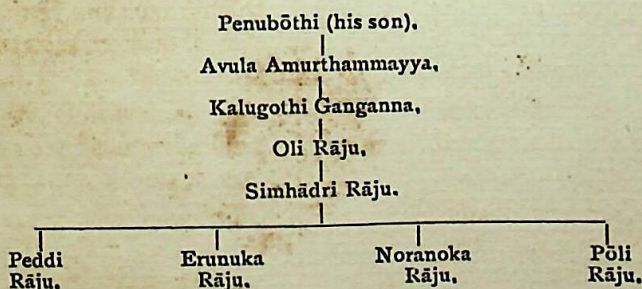 Penubōthi (his son).
Avula Amurthammayya.
Kalugothi Ganganna.
Oli Rāju.
Simhādri Rāju.
Peddi Erunuka Noranoka Pōli
Rāju. Rāju. Rāju. Rāju.